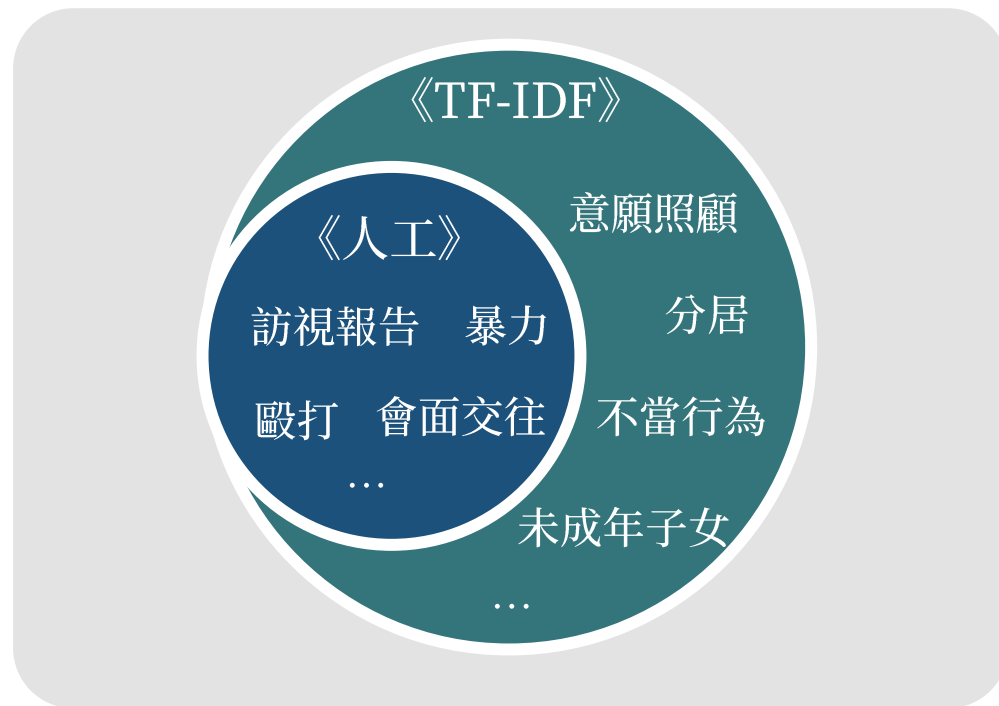 《TF-IDF》
意願照顧
《人工》
分居
訪視報告 暴力
毆打 會面交往
不當行為
…
未成年子女
…